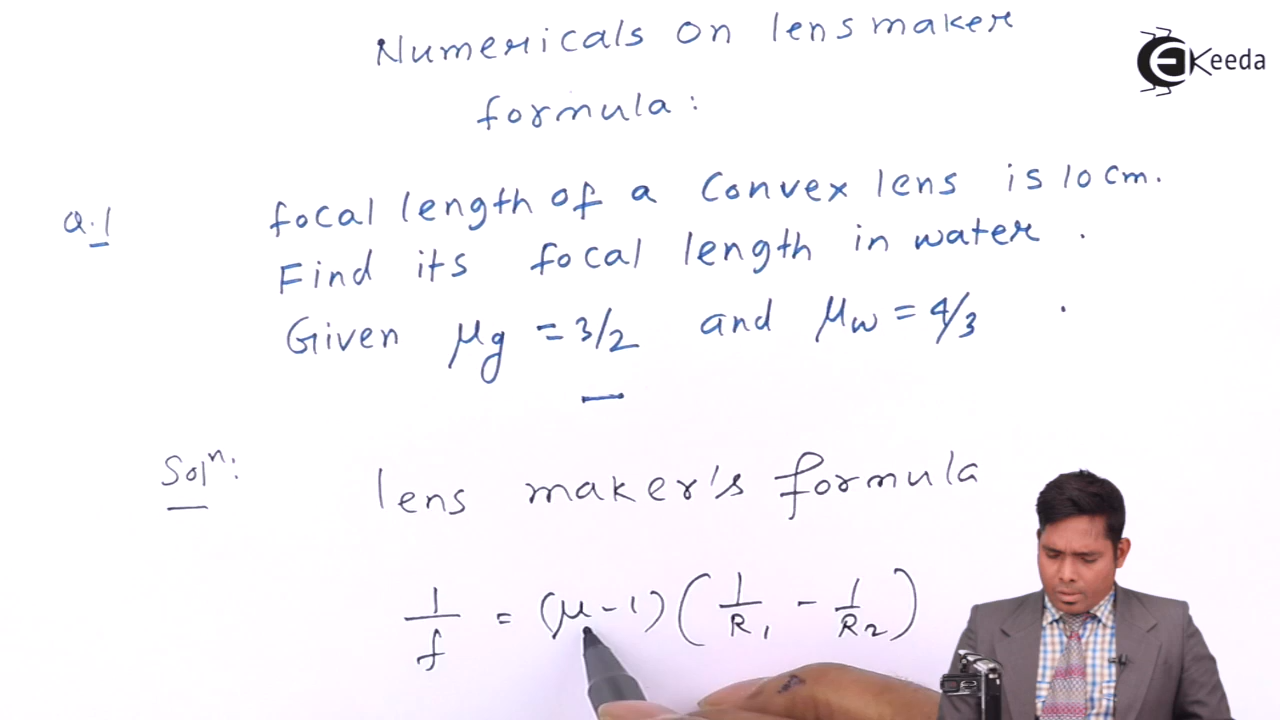 Numericals on lens maker
EKeeda
formula:
Q.1 focal length of a convex lens is 10 cm.
Find its focal length in water.
Given μg = 3/2 and μw = 4/3
Solⁿ: lens maker's formula
1/f = (μ-1) (1/R₁ - 1/R₂)